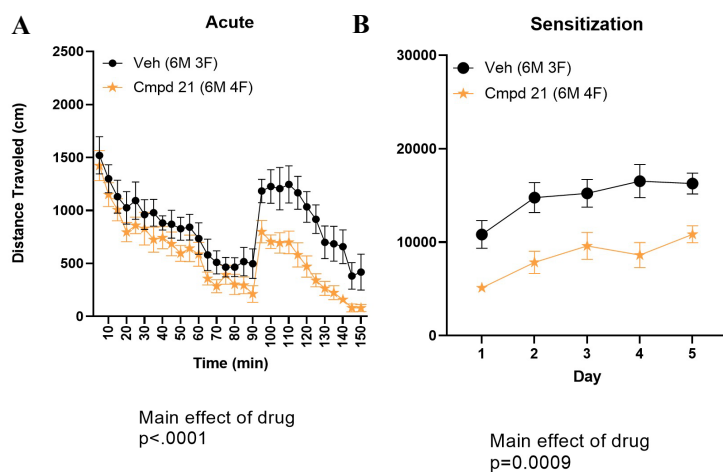 A
Acute
Distance Traveled (cm)
2500
2000
1500
1000
500
0
Veh (6M 3F)
Cmpd 21 (6M 4F)
10 20 30 40 50 60 70 80 90 100 110 120 130 140 150
Time (min)
Main effect of drug
p<.0001
B
Sensitization
30000
20000
10000
0
Veh (6M 3F)
Cmpd 21 (6M 4F)
1 2 3 4 5
Day
Main effect of drug
p=0.0009